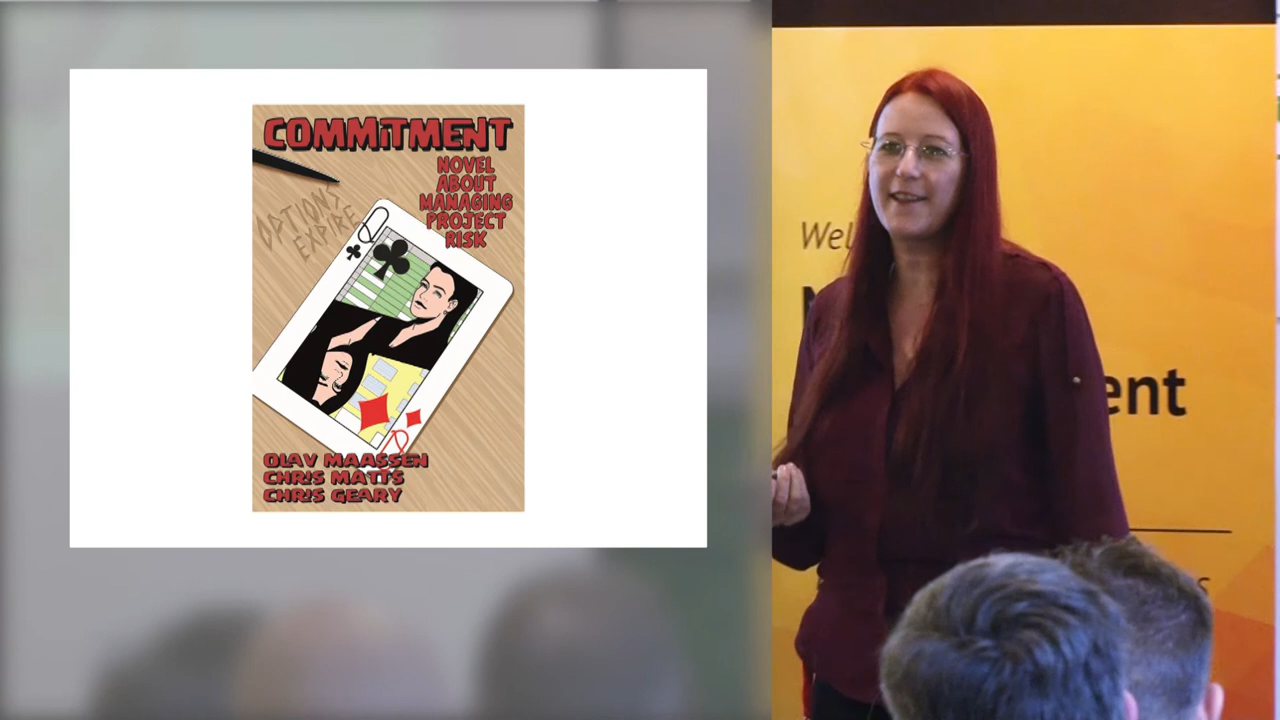 COMMITMENT
NOVEL
ABOUT
MANAGING
PROJECT
RISK
OPTIONS
EXPIRE
Q
Q
OLAV MAASSEN
CHRIS MATTS
CHRIS GEARY
Wel
ent